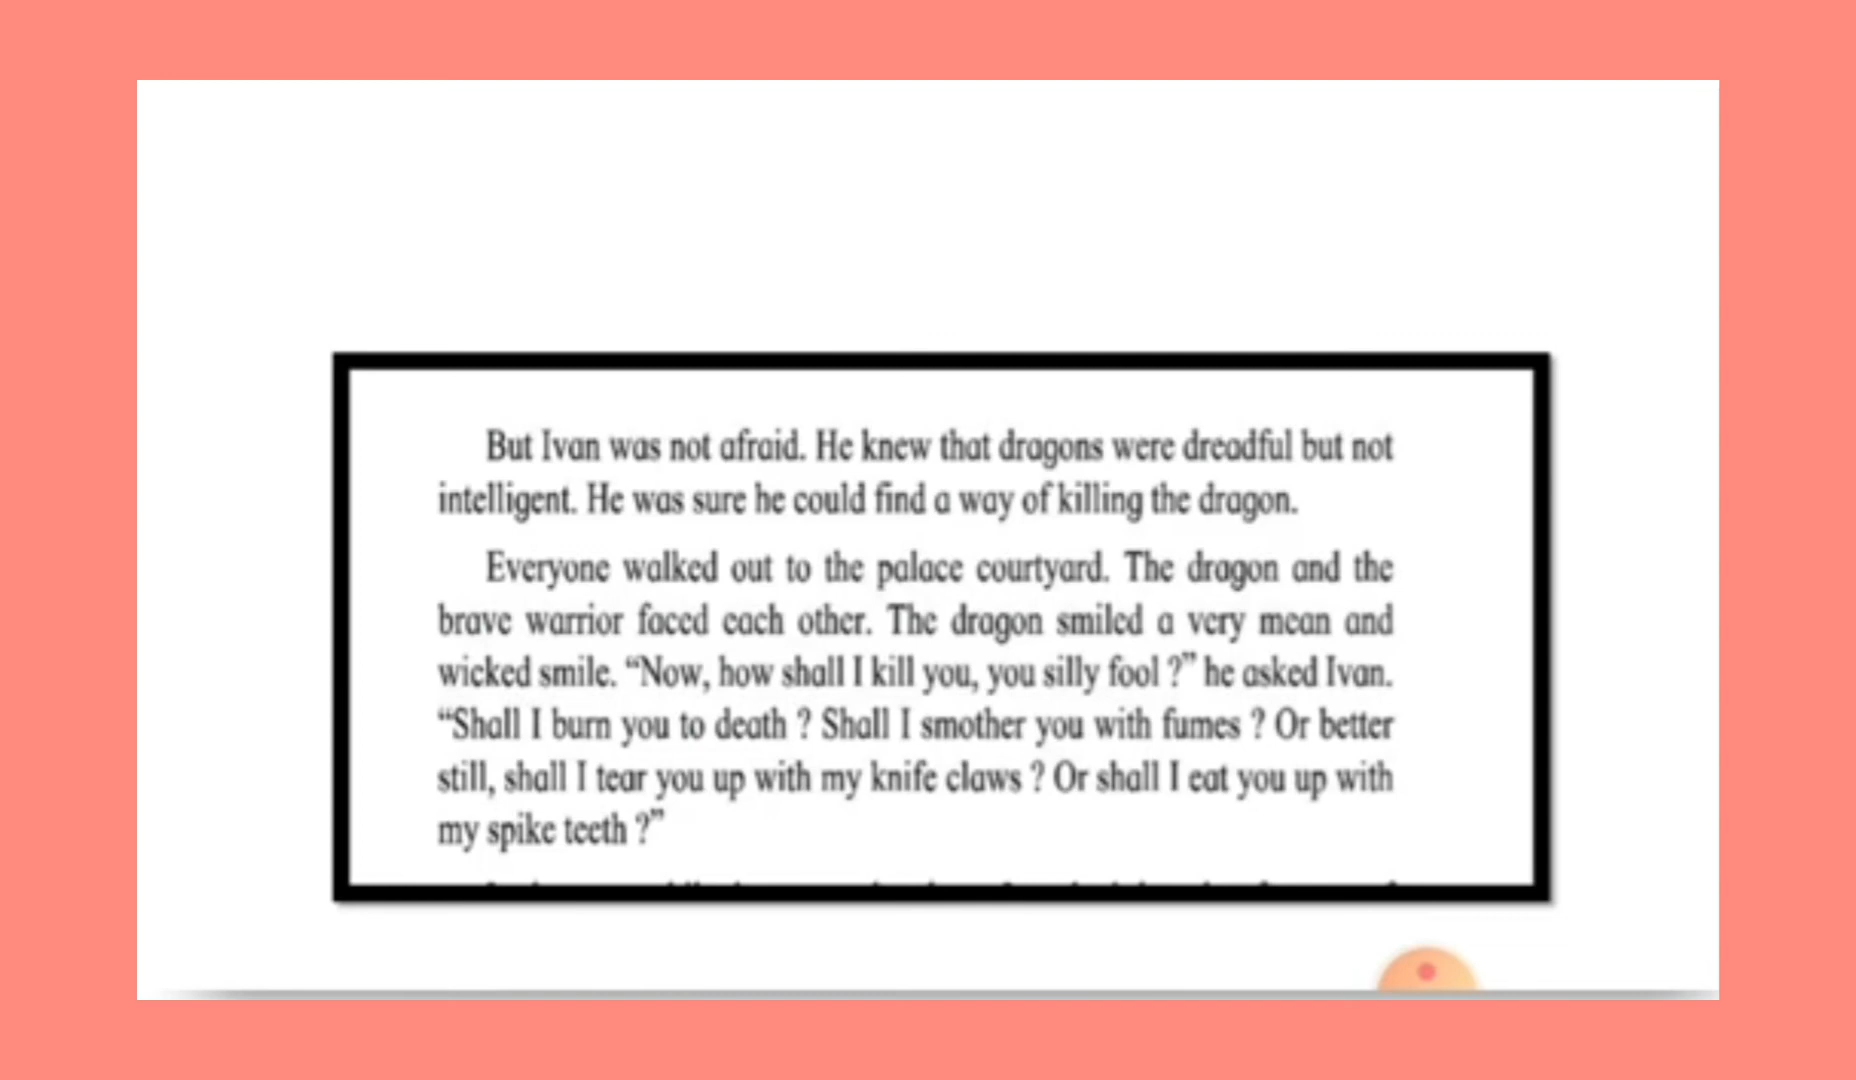 But Ivan was not afraid. He knew that dragons were dreadful but not
intelligent. He was sure he could find a way of killing the dragon.
Everyone walked out to the palace courtyard. The dragon and the
brave warrior faced each other. The dragon smiled a very mean and
wicked smile. “Now, how shall I kill you, you silly fool ?” he asked Ivan.
“Shall I burn you to death ? Shall I smother you with fumes ? Or better
still, shall I tear you up with my knife claws ? Or shall I eat you up with
my spike teeth ?”